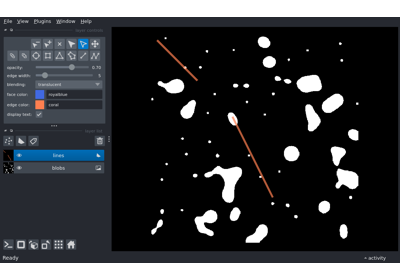 File View Plugins Window Help
opacity: 0.70
edge width: 5
blending: translucent
face color: royalblue
edge color: coral
display text:
lines
blobs
Ready
activity